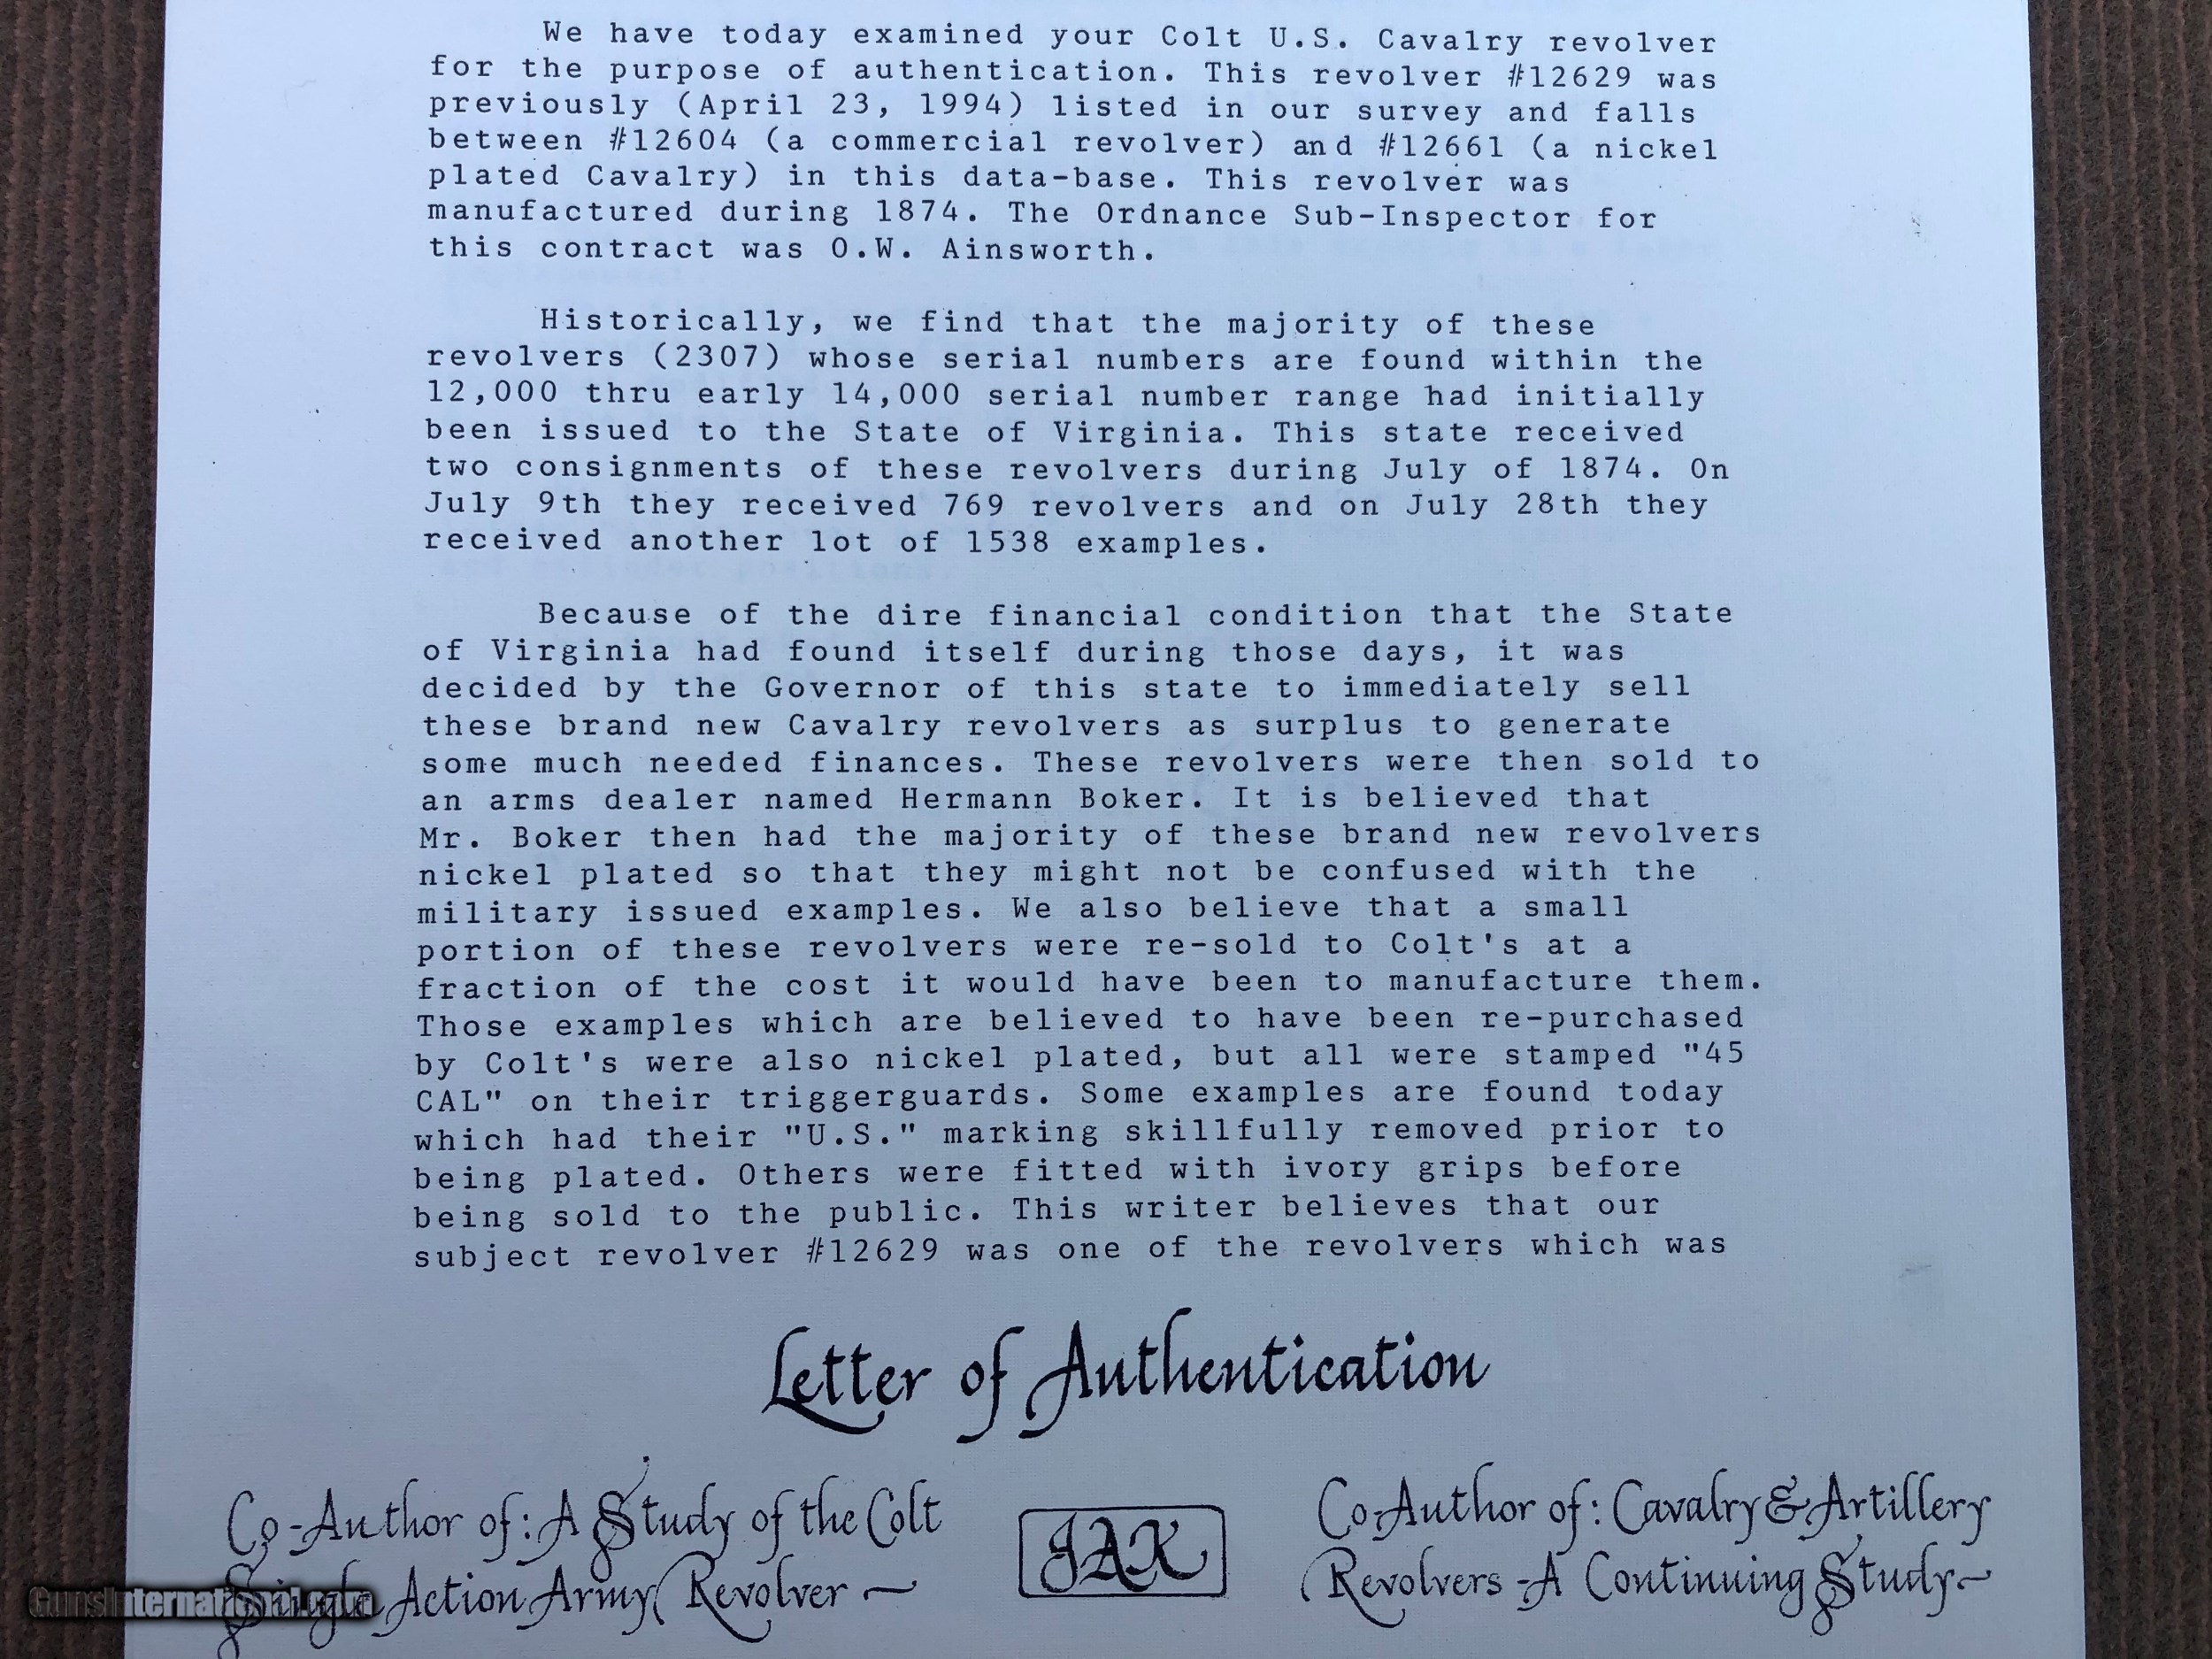 We have today examined your Colt U.S. Cavalry revolver
for the purpose of authentication. This revolver #12629 was
previously (April 23, 1994) listed in our survey and falls
between #12604 (a commercial revolver) and #12661 (a nickel
plated Cavalry) in this data-base. This revolver was
manufactured during 1874. The Ordnance Sub-Inspector for
this contract was O.W. Ainsworth.
Historically, we find that the majority of these
revolvers (2307) whose serial numbers are found within the
12,000 thru early 14,000 serial number range had initially
been issued to the State of Virginia. This state received
two consignments of these revolvers during July of 1874. On
July 9th they received 769 revolvers and on July 28th they
received another lot of 1538 examples.
Because of the dire financial condition that the State
of Virginia had found itself during those days, it was
decided by the Governor of this state to immediately sell
these brand new Cavalry revolvers as surplus to generate
some much needed finances. These revolvers were then sold to
an arms dealer named Hermann Boker. It is believed that
Mr. Boker then had the majority of these brand new revolvers
nickel plated so that they might not be confused with the
military issued examples. We also believe that a small
portion of these revolvers were re-sold to Colt's at a
fraction of the cost it would have been to manufacture them.
Those examples which are believed to have been re-purchased
by Colt's were also nickel plated, but all were stamped "45
CAL" on their triggerguards. Some examples are found today
which had their "U.S." marking skillfully removed prior to
being plated. Others were fitted with ivory grips before
being sold to the public. This writer believes that our
subject revolver #12629 was one of the revolvers which was
Letter of Authentication
Co-Author of: A Study of the Colt
Single Action Army Revolver ~
JAK
Co-Author of: Cavalry & Artillery
Revolvers - A Continuing Study ~
GunsInternational.com